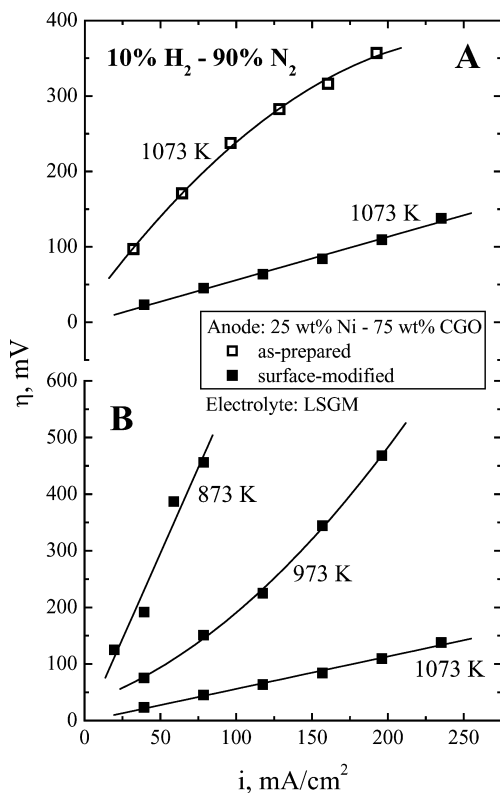 400
10% H₂ - 90% N₂
A
300
1073 K
200
1073 K
100
0
Anode: 25 wt% Ni - 75 wt% CGO
as-prepared
surface-modified
η, mV
600
B
Electrolyte: LSGM
500
873 K
400
300
973 K
200
100
1073 K
0
0 50 100 150 200 250
i, mA/cm²